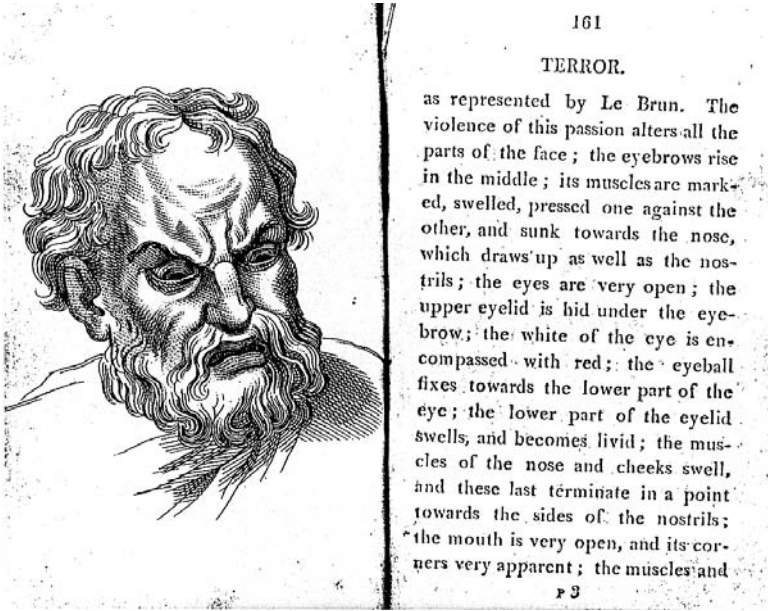 161
TERROR.
as represented by Le Brun. The
violence of this passion alters all the
parts of the face; the eyebrows rise
in the middle; its muscles are mark-
ed, swelled, pressed one against the
other, and sunk towards the nose,
which draws up as well as the nos-
trils; the eyes are very open; the
upper eyelid is hid under the eye-
brow; the white of the eye is en-
compassed with red; the eyeball
fixes towards the lower part of the
eye; the lower part of the eyelid
swells, and becomes livid; the mus-
cles of the nose and cheeks swell,
and these last terminate in a point
towards the sides of the nostrils;
the mouth is very open, and its cor-
ners very apparent; the muscles and
P 3